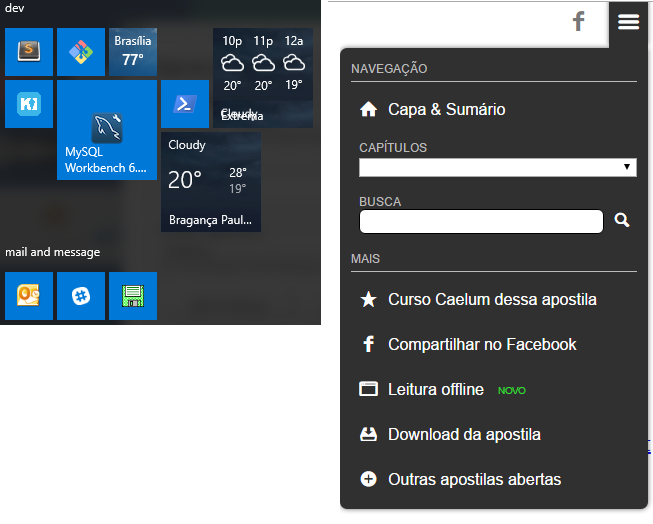 dev
Brasília
77°
10p 11p 12a
20° 20° 19°
Cloudy
Extrema
MySQL
Workbench 6....
Cloudy
20° 28°
19°
Bragança Paul...
mail and message
NAVEGAÇÃO
Capa & Sumário
CAPÍTULOS
BUSCA
MAIS
Curso Caelum dessa apostila
Compartilhar no Facebook
Leitura offline NOVO
Download da apostila
Outras apostilas abertas